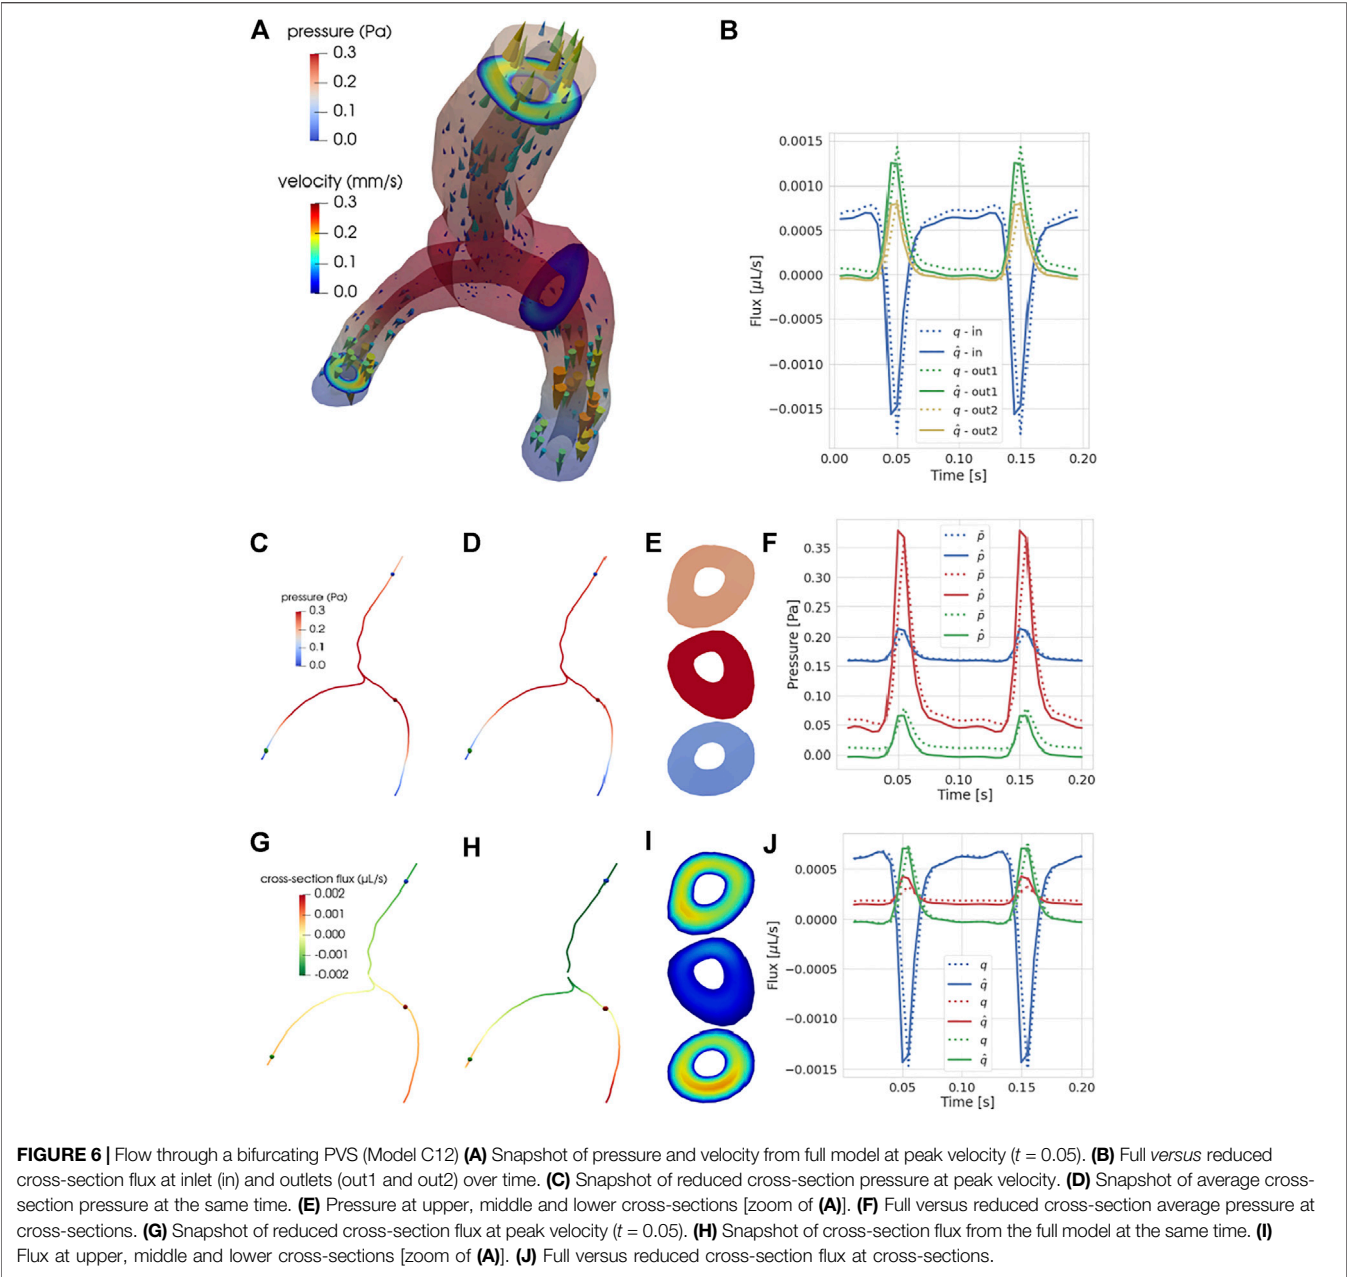 A
pressure (Pa)
0.3
0.2
0.1
0.0
velocity (mm/s)
0.3
0.2
0.1
0.0
B
0.0015
0.0010
0.0005
0.0000
−0.0005
−0.0010
−0.0015
Flux [μL/s]
q - in
q̂ - in
q - out1
q̂ - out1
q - out2
q̂ - out2
0.00 0.05 0.10 0.15 0.20
Time [s]
C
pressure (Pa)
0.3
0.2
0.1
0.0
D
E
F
0.35
0.30
0.25
0.20
0.15
0.10
0.05
0.00
Pressure [Pa]
p̄
p̂
p̄
p̂
p̄
p̂
0.05 0.10 0.15 0.20
Time [s]
G
cross-section flux (μL/s)
0.002
0.001
0.000
-0.001
-0.002
H
I
J
0.0005
0.0000
−0.0005
−0.0010
−0.0015
Flux [μL/s]
q
q̂
q
q̂
q
q̂
0.05 0.10 0.15 0.20
Time [s]
FIGURE 6 | Flow through a bifurcating PVS (Model C12) (A) Snapshot of pressure and velocity from full model at peak velocity (t = 0.05). (B) Full versus reduced
cross-section flux at inlet (in) and outlets (out1 and out2) over time. (C) Snapshot of reduced cross-section pressure at peak velocity. (D) Snapshot of average cross-
section pressure at the same time. (E) Pressure at upper, middle and lower cross-sections [zoom of (A)]. (F) Full versus reduced cross-section average pressure at
cross-sections. (G) Snapshot of reduced cross-section flux at peak velocity (t = 0.05). (H) Snapshot of cross-section flux from the full model at the same time. (I)
Flux at upper, middle and lower cross-sections [zoom of (A)]. (J) Full versus reduced cross-section flux at cross-sections.